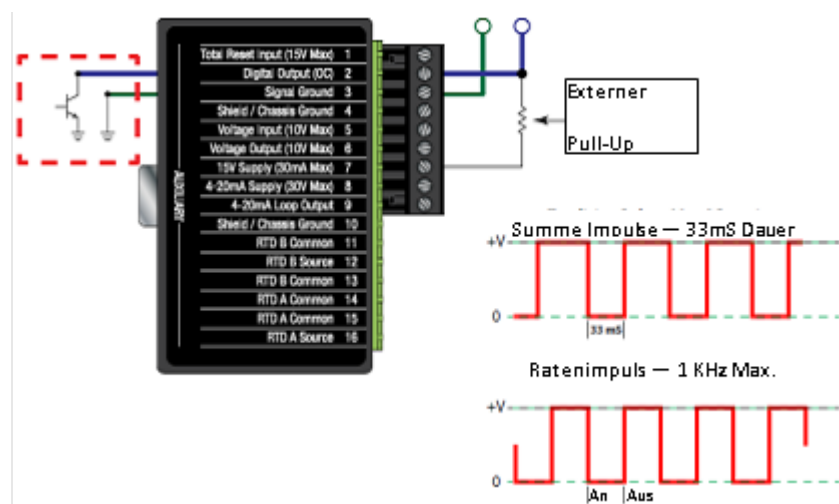 Total Reset Input (15V Max) 1
Digital Output (OC) 2
Signal Ground 3
Shield / Chassis Ground 4
Voltage Input (10V Max) 5
Voltage Output (10V Max) 6
15V Supply (30mA Max) 7
4-20mA Supply (30V Max) 8
4-20mA Loop Output 9
Shield / Chassis Ground 10
RTD B Common 11
RTD B Source 12
RTD B Common 13
RTD A Common 14
RTD A Common 15
RTD A Source 16
AUXILIARY
Externer
Pull-Up
Summe Impulse — 33mS Dauer
+V
0
33 mS
Ratenimpuls — 1 KHz Max.
+V
0
An Aus